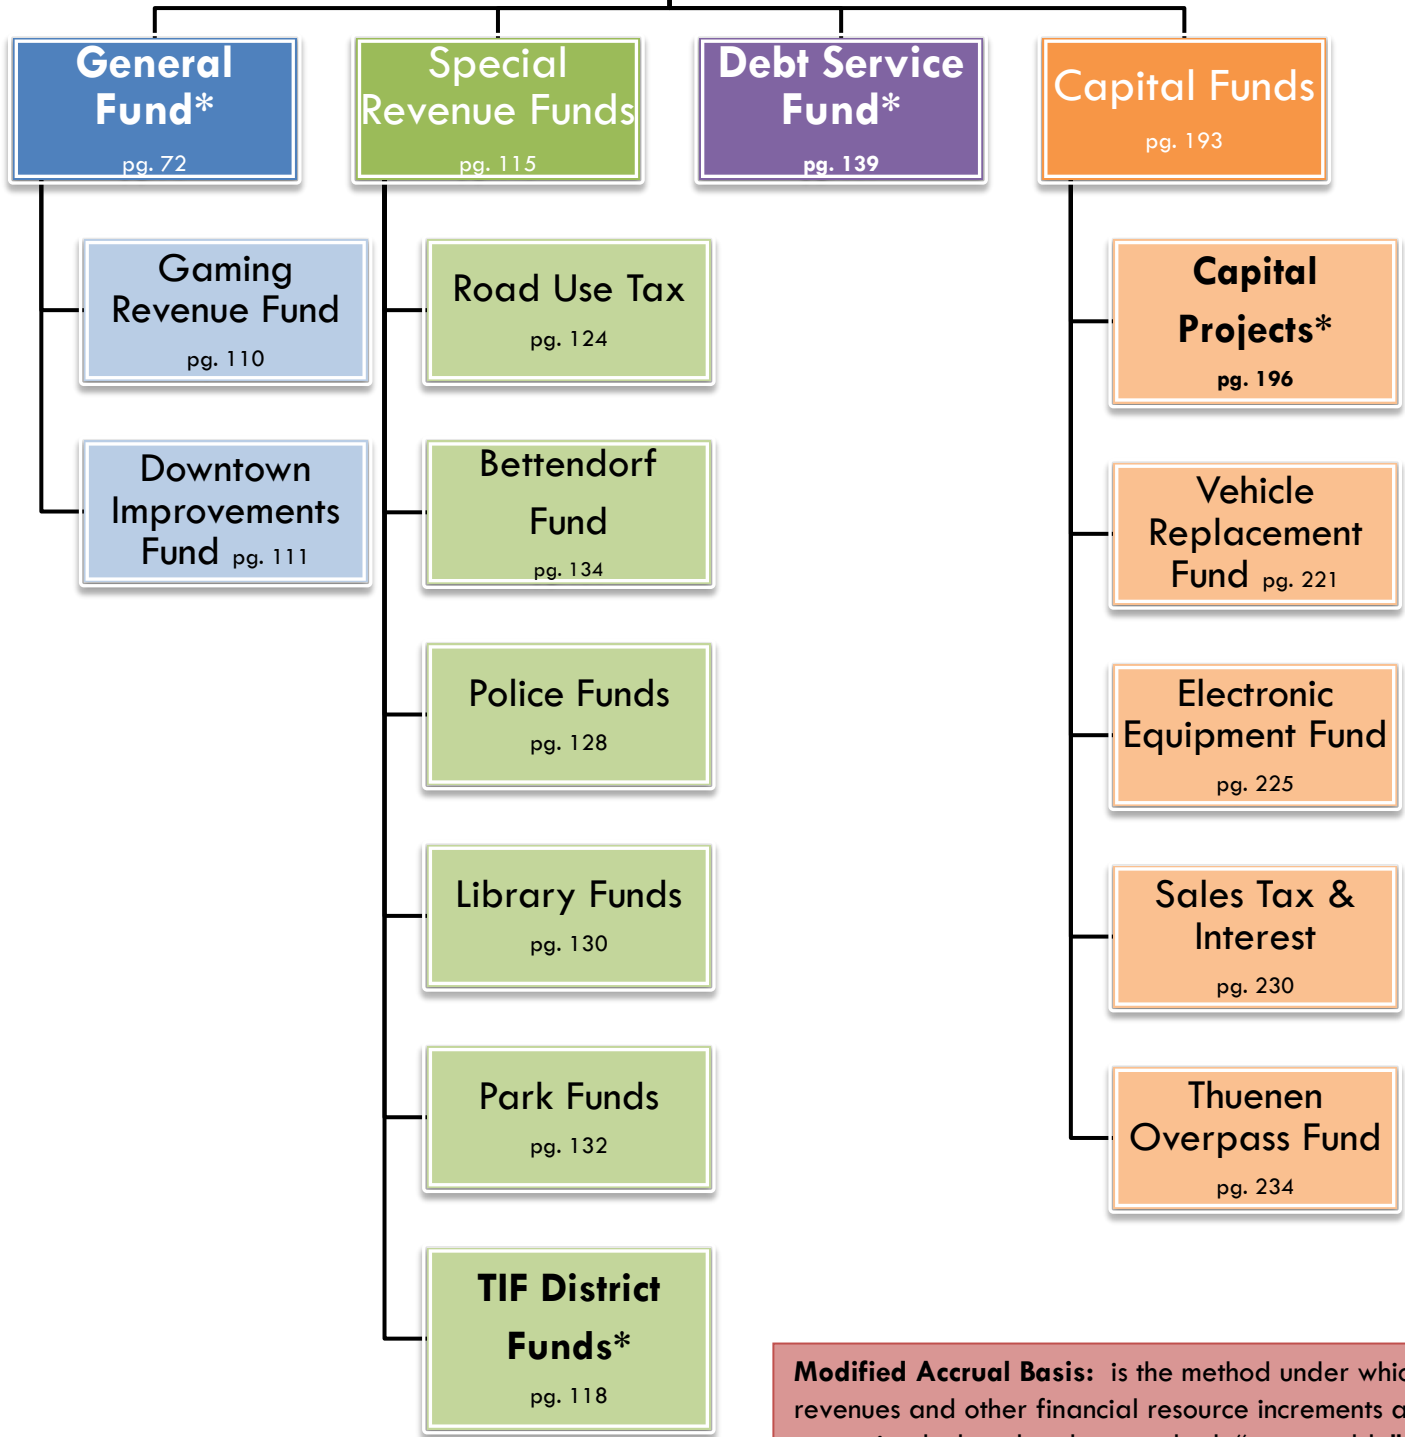 General
Fund*
pg. 72
Special
Revenue Funds
pg. 115
Debt Service
Fund*
pg. 139
Capital Funds
pg. 193
Gaming
Revenue Fund
pg. 110
Downtown
Improvements
Fund pg. 111
Road Use Tax
pg. 124
Bettendorf
Fund
pg. 134
Police Funds
pg. 128
Library Funds
pg. 130
Park Funds
pg. 132
TIF District
Funds*
pg. 118
Capital
Projects*
pg. 196
Vehicle
Replacement
Fund pg. 221
Electronic
Equipment Fund
pg. 225
Sales Tax &
Interest
pg. 230
Thuenen
Overpass Fund
pg. 234
Modified Accrual Basis: is the method under which
revenues and other financial resource increments